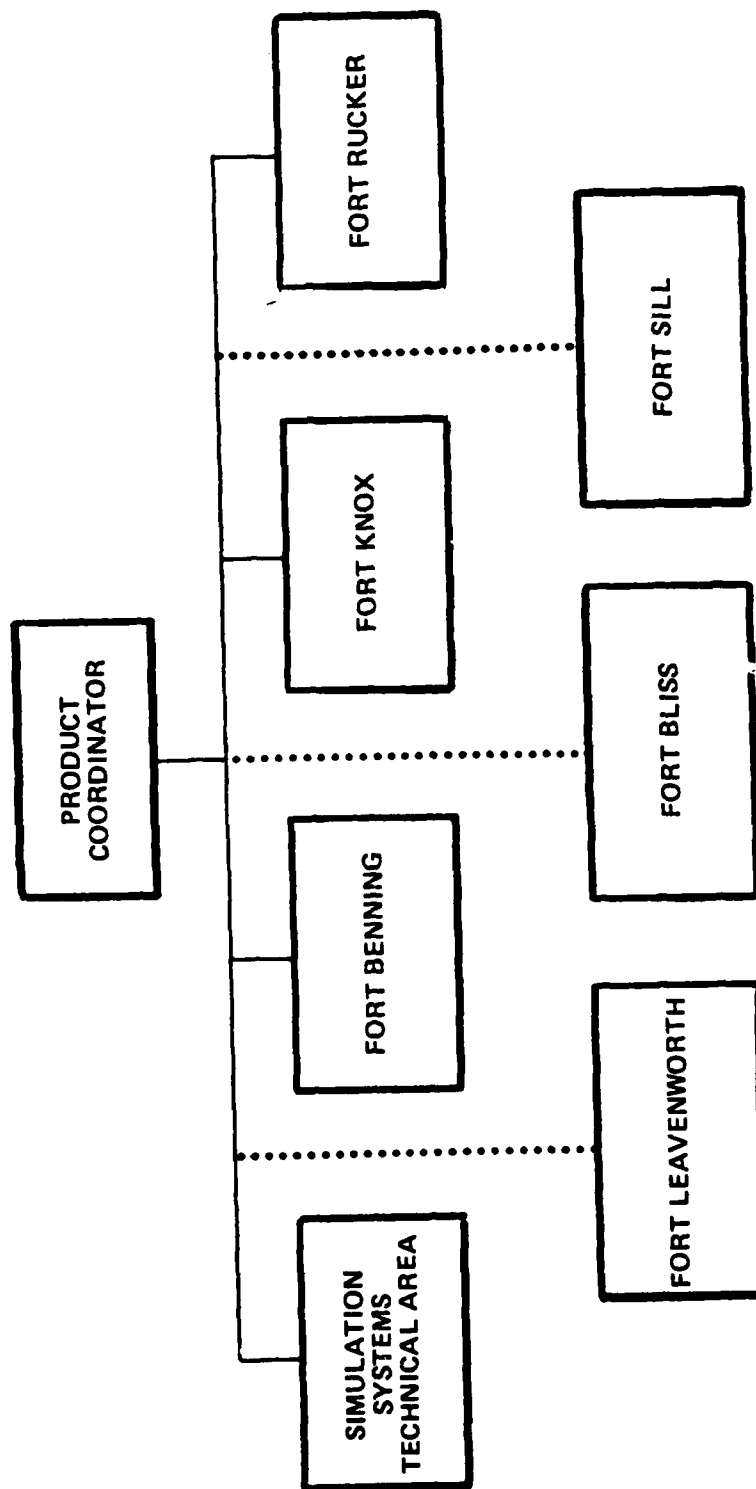 PRODUCT
COORDINATOR
SIMULATION
SYSTEMS
TECHNICAL AREA
FORT BENNING
FORT KNOX
FORT RUCKER
FORT LEAVENWORTH
FORT BLISS
FORT SILL